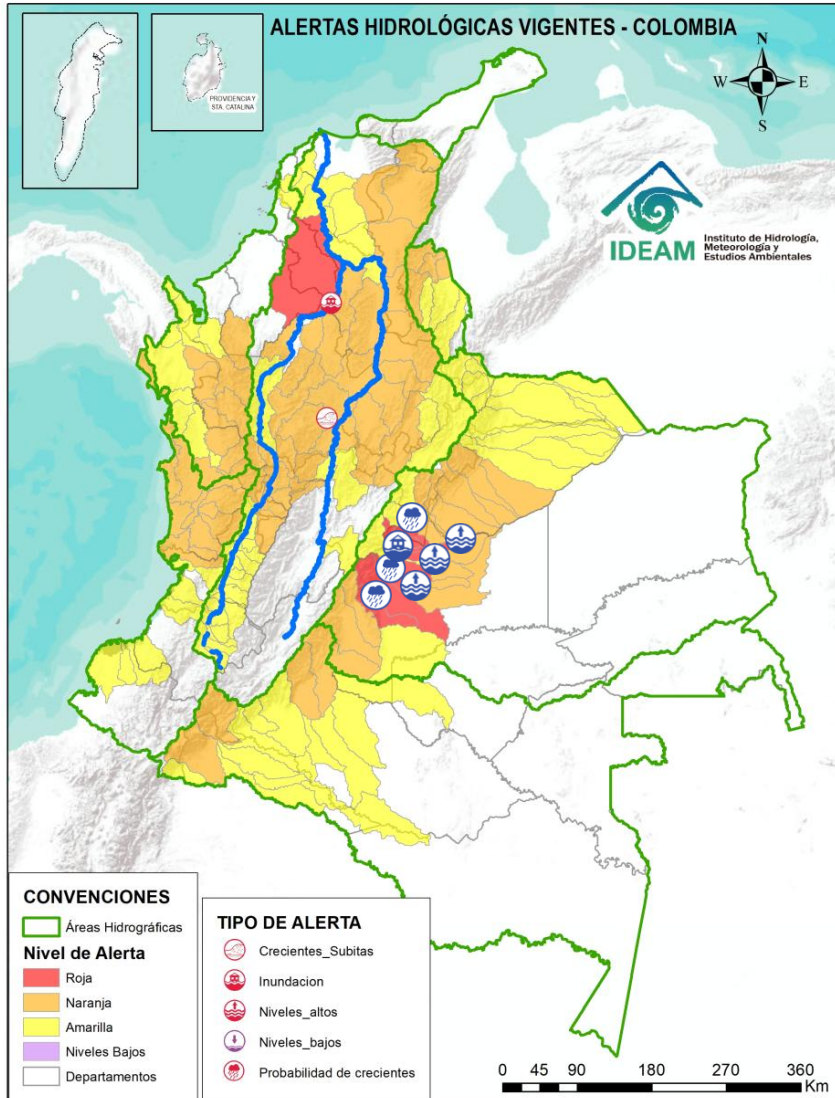 ALERTAS HIDROLÓGICAS VIGENTES - COLOMBIA
PROVIDENCIA Y
STA. CATALINA
N
W
E
S
IDEAM
Instituto de Hidrología,
Meteorología y
Estudios Ambientales
CONVENCIONES
Áreas Hidrográficas
Nivel de Alerta
Roja
Naranja
Amarilla
Niveles Bajos
Departamentos
TIPO DE ALERTA
Crecientes_Subitas
Inundacion
Niveles_altos
Niveles_bajos
Probabilidad de crecientes
0 45 90 180 270 360
Km